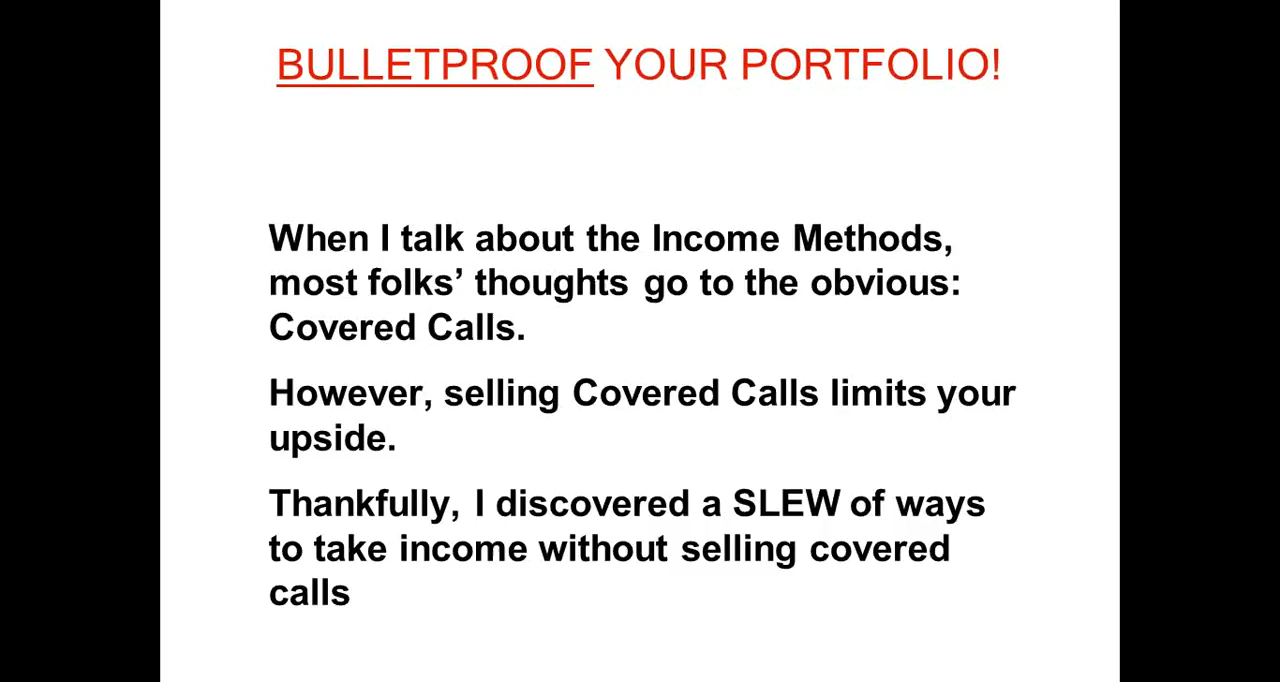 BULLETPROOF YOUR PORTFOLIO!
When I talk about the Income Methods,
most folks’ thoughts go to the obvious:
Covered Calls.
However, selling Covered Calls limits your
upside.
Thankfully, I discovered a SLEW of ways
to take income without selling covered
calls